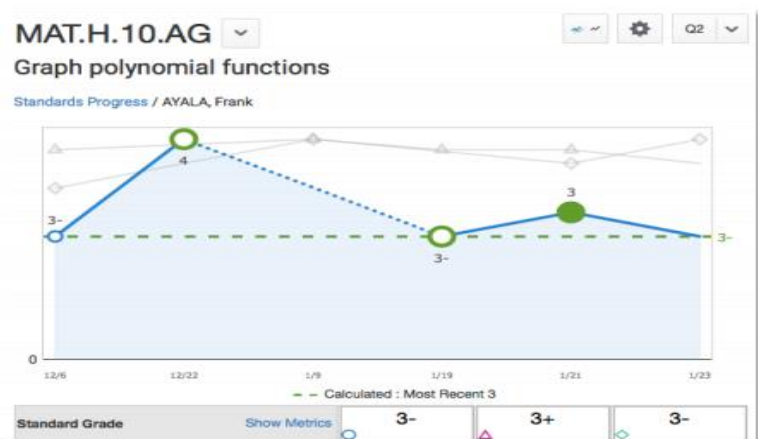 MAT.H.10.AG
Q2
Graph polynomial functions
Standards Progress / AYALA, Frank
4
3
3-
3-
3-
0
12/6 12/22 1/9 1/19 1/21 1/23
Calculated : Most Recent 3
Standard Grade Show Metrics 3- 3+ 3-